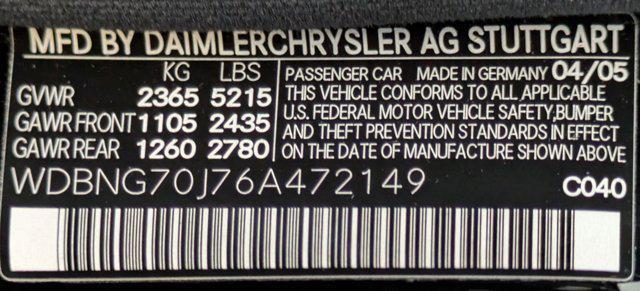 MFD BY DAIMLERCHRYSLER AG STUTTGART
KG LBS
GVWR 2365 5215
GAWR FRONT 1105 2435
GAWR REAR 1260 2780
PASSENGER CAR MADE IN GERMANY 04/05
THIS VEHICLE CONFORMS TO ALL APPLICABLE
U.S. FEDERAL MOTOR VEHICLE SAFETY,BUMPER
AND THEFT PREVENTION STANDARDS IN EFFECT
ON THE DATE OF MANUFACTURE SHOWN ABOVE
WDBNG70J76A472149 C040